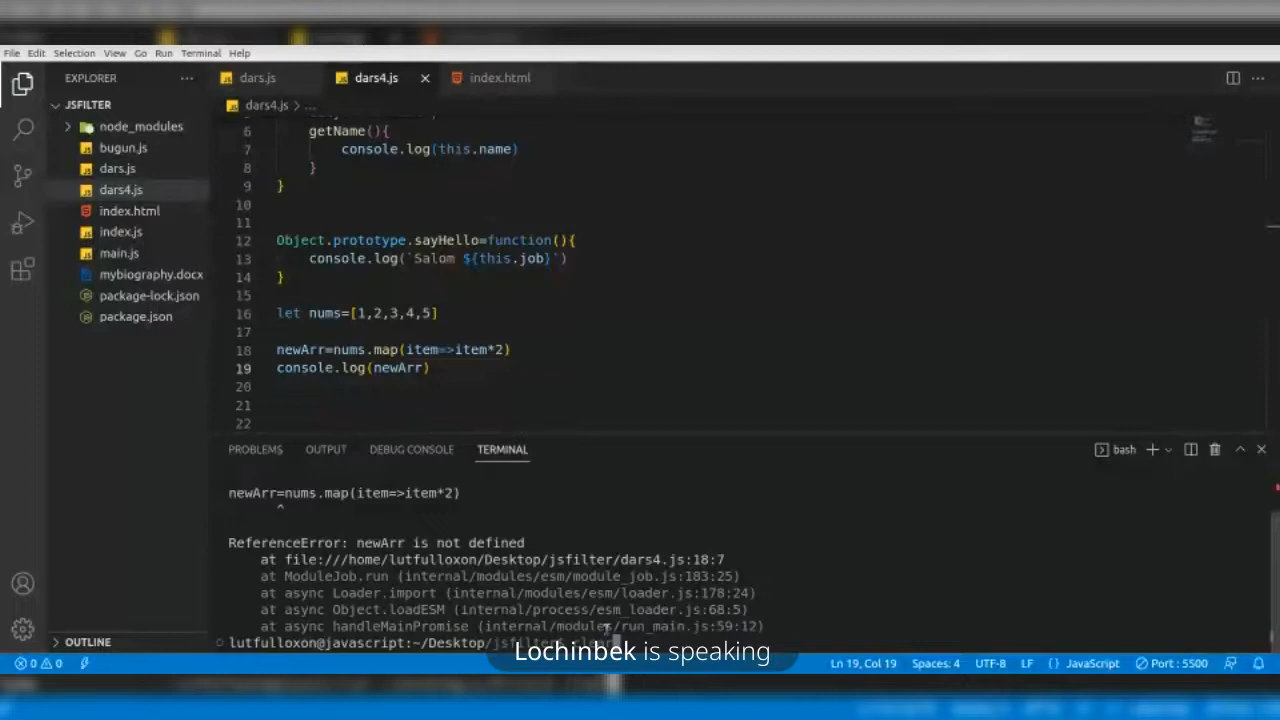 File Edit Selection View Go Run Terminal Help
EXPLORER
dars.js
dars4.js
index.html
JSFILTER
dars4.js > ...
node_modules
bugun.js
dars.js
dars4.js
index.html
index.js
main.js
mybiography.docx
package-lock.json
package.json
6 getName(){
7 console.log(this.name)
8 }
9 }
10
11
12 Object.prototype.sayHello=function(){
13 console.log(`Salom ${this.job}`)
14 }
15
16 let nums=[1,2,3,4,5]
17
18 newArr=nums.map(item=>item*2)
19 console.log(newArr)
20
21
22
PROBLEMS OUTPUT DEBUG CONSOLE TERMINAL
bash
newArr=nums.map(item=>item*2)
^
ReferenceError: newArr is not defined
at file:///home/lutfulloxon/Desktop/jsfilter/dars4.js:18:7
at ModuleJob.run (internal/modules/esm/module_job.js:183:25)
at async Loader.import (internal/modules/esm/loader.js:178:24)
at async Object.loadESM (internal/process/esm_loader.js:68:5)
at async handleMainPromise (internal/modules/run_main.js:59:12)
OUTLINE
lutfulloxon@javascript:~/Desktop/jsfilter$
Lochinbek is speaking
0 0
Ln 19, Col 19 Spaces: 4 UTF-8 LF {} JavaScript Port : 5500